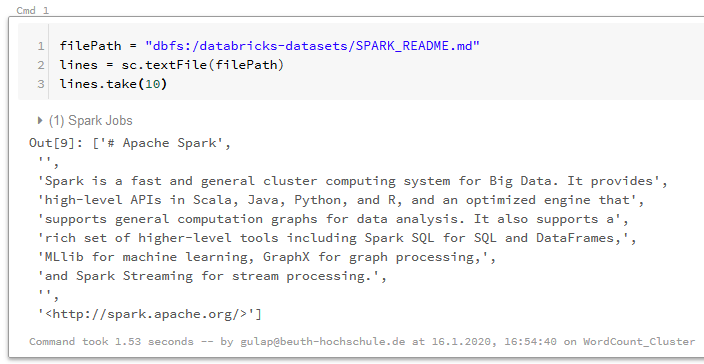 Cmd 1
1 filePath = "dbfs:/databricks-datasets/SPARK_README.md"
2 lines = sc.textFile(filePath)
3 lines.take(10)
(1) Spark Jobs
Out[9]: ['# Apache Spark',
'',
'Spark is a fast and general cluster computing system for Big Data. It provides',
'high-level APIs in Scala, Java, Python, and R, and an optimized engine that',
'supports general computation graphs for data analysis. It also supports a',
'rich set of higher-level tools including Spark SQL for SQL and DataFrames,',
'MLlib for machine learning, GraphX for graph processing,',
'and Spark Streaming for stream processing.',
'',
'<http://spark.apache.org/>']
Command took 1.53 seconds -- by gulap@beuth-hochschule.de at 16.1.2020, 16:54:40 on WordCount_Cluster